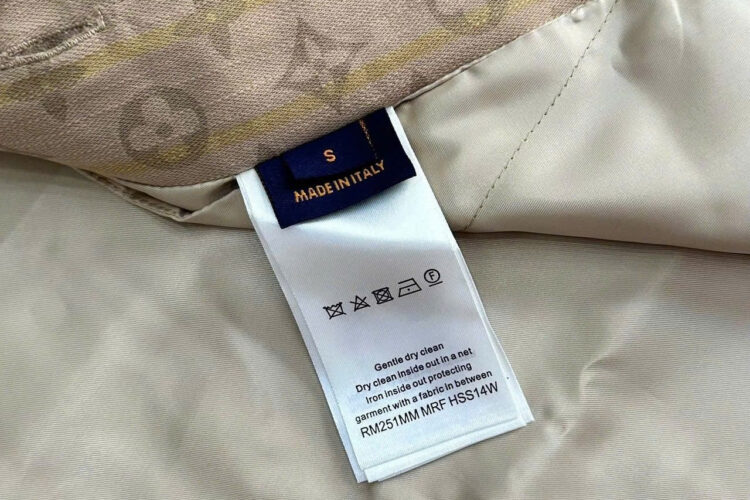 S
MADE IN ITALY
Gentle dry clean
Dry clean inside out in a net
Iron inside out protecting
garment with a fabric in between
RM251MM MRF HSS14W